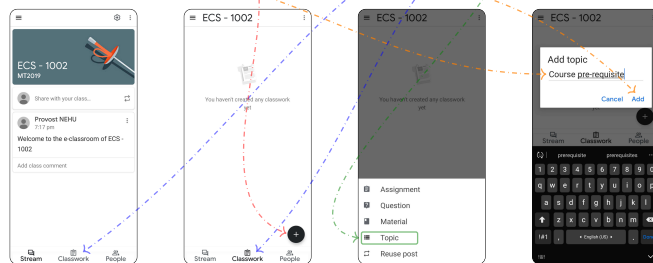 ECS - 1002
MT2019
Share with your class...
Provost NEHU
7:17 pm
Welcome to the e-classroom of ECS -
1002
Add class comment
Stream Classwork People
ECS - 1002
You haven't created any classwork
yet
Stream Classwork People
ECS - 1002
You haven't created any classwork
yet
Assignment
Question
Material
Topic
Reuse post
ECS - 1002
Add topic
Course pre-requisite
Cancel Add
Stream Classwork People
prerequisite prerequisites
1 2 3 4 5 6 7 8 9 0
q w e r t y u i o p
a s d f g h j k l
z x c v b n m
!#1 , English (US) .